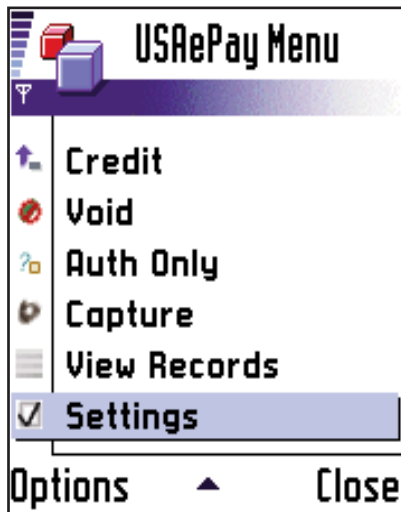 USAePay Menu
Credit
Void
Auth Only
Capture
View Records
Settings
Options Close